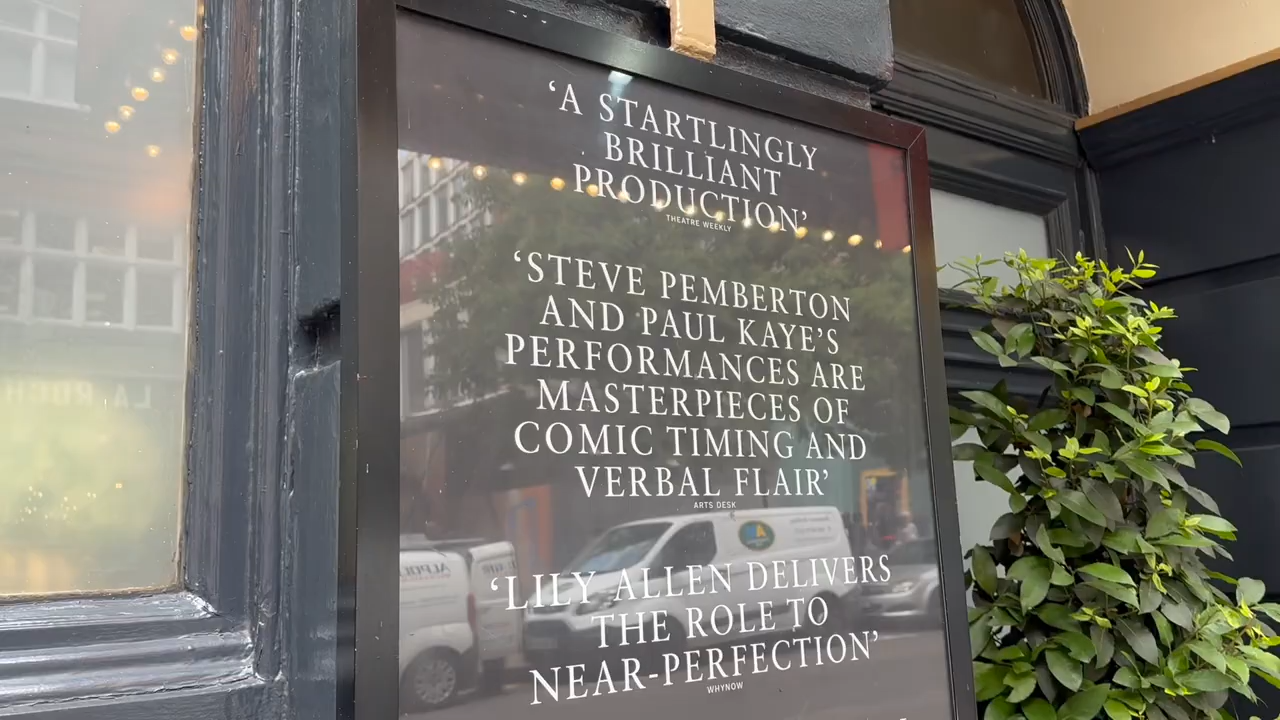 ‘A STARTLINGLY
BRILLIANT
PRODUCTION’
THEATRE WEEKLY
‘STEVE PEMBERTON
AND PAUL KAYE’S
PERFORMANCES ARE
MASTERPIECES OF
COMIC TIMING AND
VERBAL FLAIR’
ARTS DESK
‘LILY ALLEN DELIVERS
THE ROLE TO
NEAR-PERFECTION’
WHYNOW